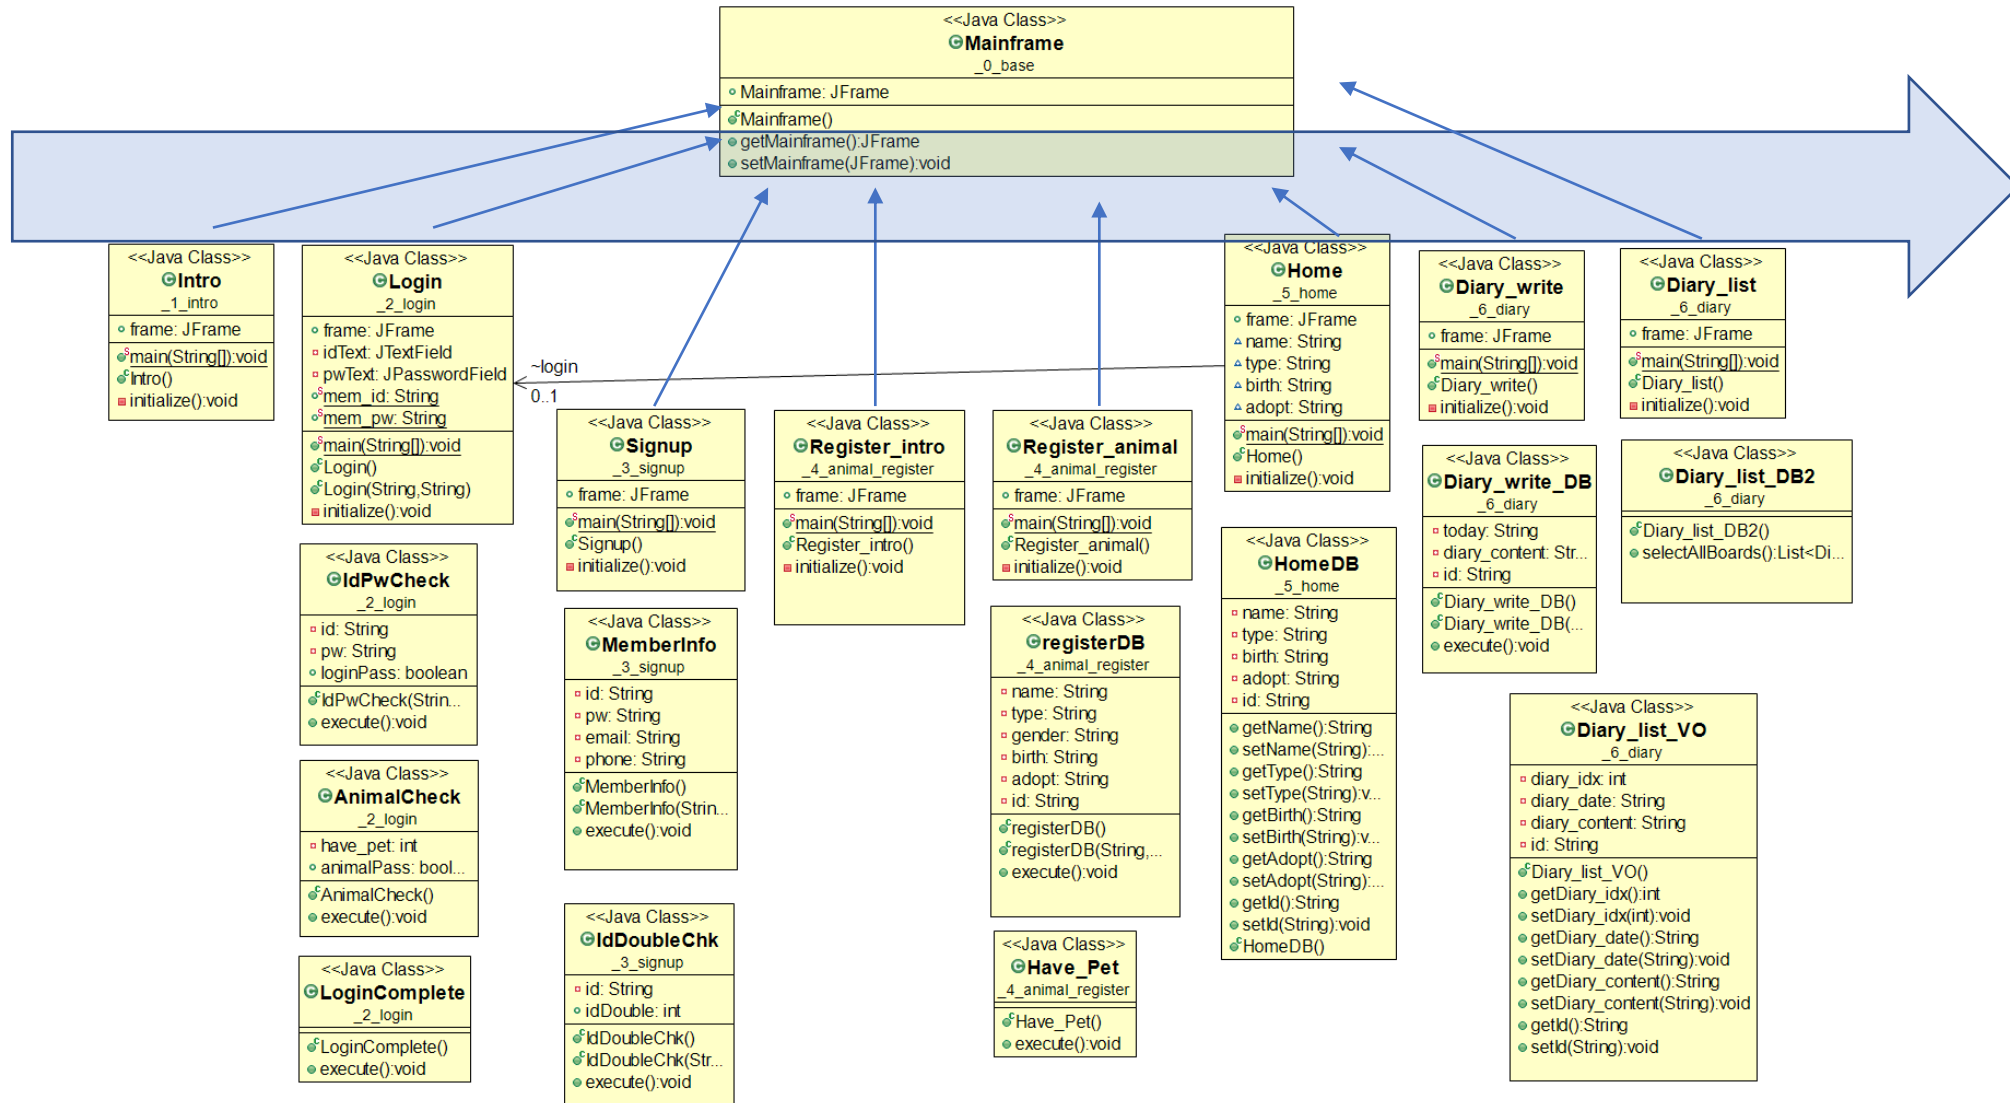 <<Java Class>>
Mainframe
_0_base
Mainframe: JFrame
Mainframe()
getMainframe():JFrame
setMainframe(JFrame):void
<<Java Class>>
Intro
_1_intro
frame: JFrame
main(String[]):void
Intro()
initialize():void
<<Java Class>>
Login
_2_login
frame: JFrame
idText: JTextField
pwText: JPasswordField
mem_id: String
mem_pw: String
main(String[]):void
Login()
Login(String,String)
initialize():void
~login
0..1
<<Java Class>>
IdPwCheck
_2_login
id: String
pw: String
loginPass: boolean
IdPwCheck(Strin...
execute():void
<<Java Class>>
AnimalCheck
_2_login
have_pet: int
animalPass: bool...
AnimalCheck()
execute():void
<<Java Class>>
LoginComplete
_2_login
LoginComplete()
execute():void
<<Java Class>>
Signup
_3_signup
frame: JFrame
main(String[]):void
Signup()
initialize():void
<<Java Class>>
MemberInfo
_3_signup
id: String
pw: String
email: String
phone: String
MemberInfo()
MemberInfo(Strin...
execute():void
<<Java Class>>
IdDoubleChk
_3_signup
id: String
idDouble: int
IdDoubleChk()
IdDoubleChk(Str...
execute():void
<<Java Class>>
Register_intro
_4_animal_register
frame: JFrame
main(String[]):void
Register_intro()
initialize():void
<<Java Class>>
Register_animal
_4_animal_register
frame: JFrame
main(String[]):void
Register_animal()
initialize():void
<<Java Class>>
registerDB
_4_animal_register
name: String
type: String
gender: String
birth: String
adopt: String
id: String
registerDB()
registerDB(String,...
execute():void
<<Java Class>>
Have_Pet
_4_animal_register
Have_Pet()
execute():void
<<Java Class>>
Home
_5_home
frame: JFrame
name: String
type: String
birth: String
adopt: String
main(String[]):void
Home()
initialize():void
<<Java Class>>
HomeDB
_5_home
name: String
type: String
birth: String
adopt: String
id: String
getName():String
setName(String):...
getType():String
setType(String):v...
getBirth():String
setBirth(String):v...
getAdopt():String
setAdopt(String):...
getId():String
setId(String):void
HomeDB()
<<Java Class>>
Diary_write
_6_diary
frame: JFrame
main(String[]):void
Diary_write()
initialize():void
<<Java Class>>
Diary_write_DB
_6_diary
today: String
diary_content: Str...
id: String
Diary_write_DB()
Diary_write_DB(...
execute():void
<<Java Class>>
Diary_list
_6_diary
frame: JFrame
main(String[]):void
Diary_list()
initialize():void
<<Java Class>>
Diary_list_DB2
_6_diary
Diary_list_DB2()
selectAllBoards():List<Di...
<<Java Class>>
Diary_list_VO
_6_diary
diary_idx: int
diary_date: String
diary_content: String
id: String
Diary_list_VO()
getDiary_idx():int
setDiary_idx(int):void
getDiary_date():String
setDiary_date(String):void
getDiary_content():String
setDiary_content(String):void
getId():String
setId(String):void